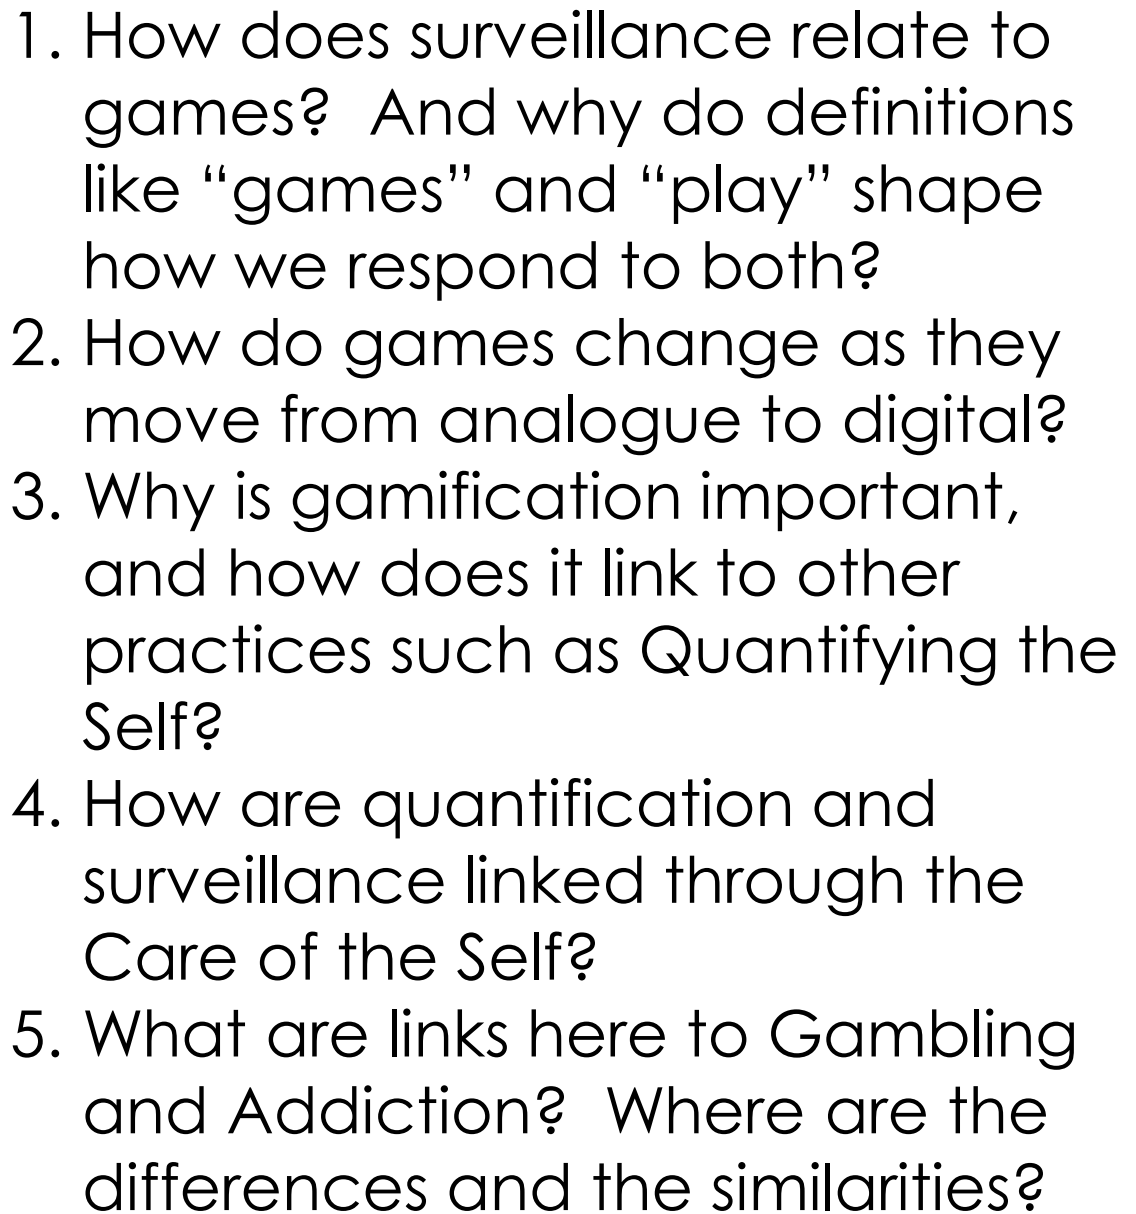 1. How does surveillance relate to
games?  And why do definitions
like “games” and “play” shape
how we respond to both?
2. How do games change as they
move from analogue to digital?
3. Why is gamification important,
and how does it link to other
practices such as Quantifying the
Self?
4. How are quantification and
surveillance linked through the
Care of the Self?
5. What are links here to Gambling
and Addiction?  Where are the
differences and the similarities?